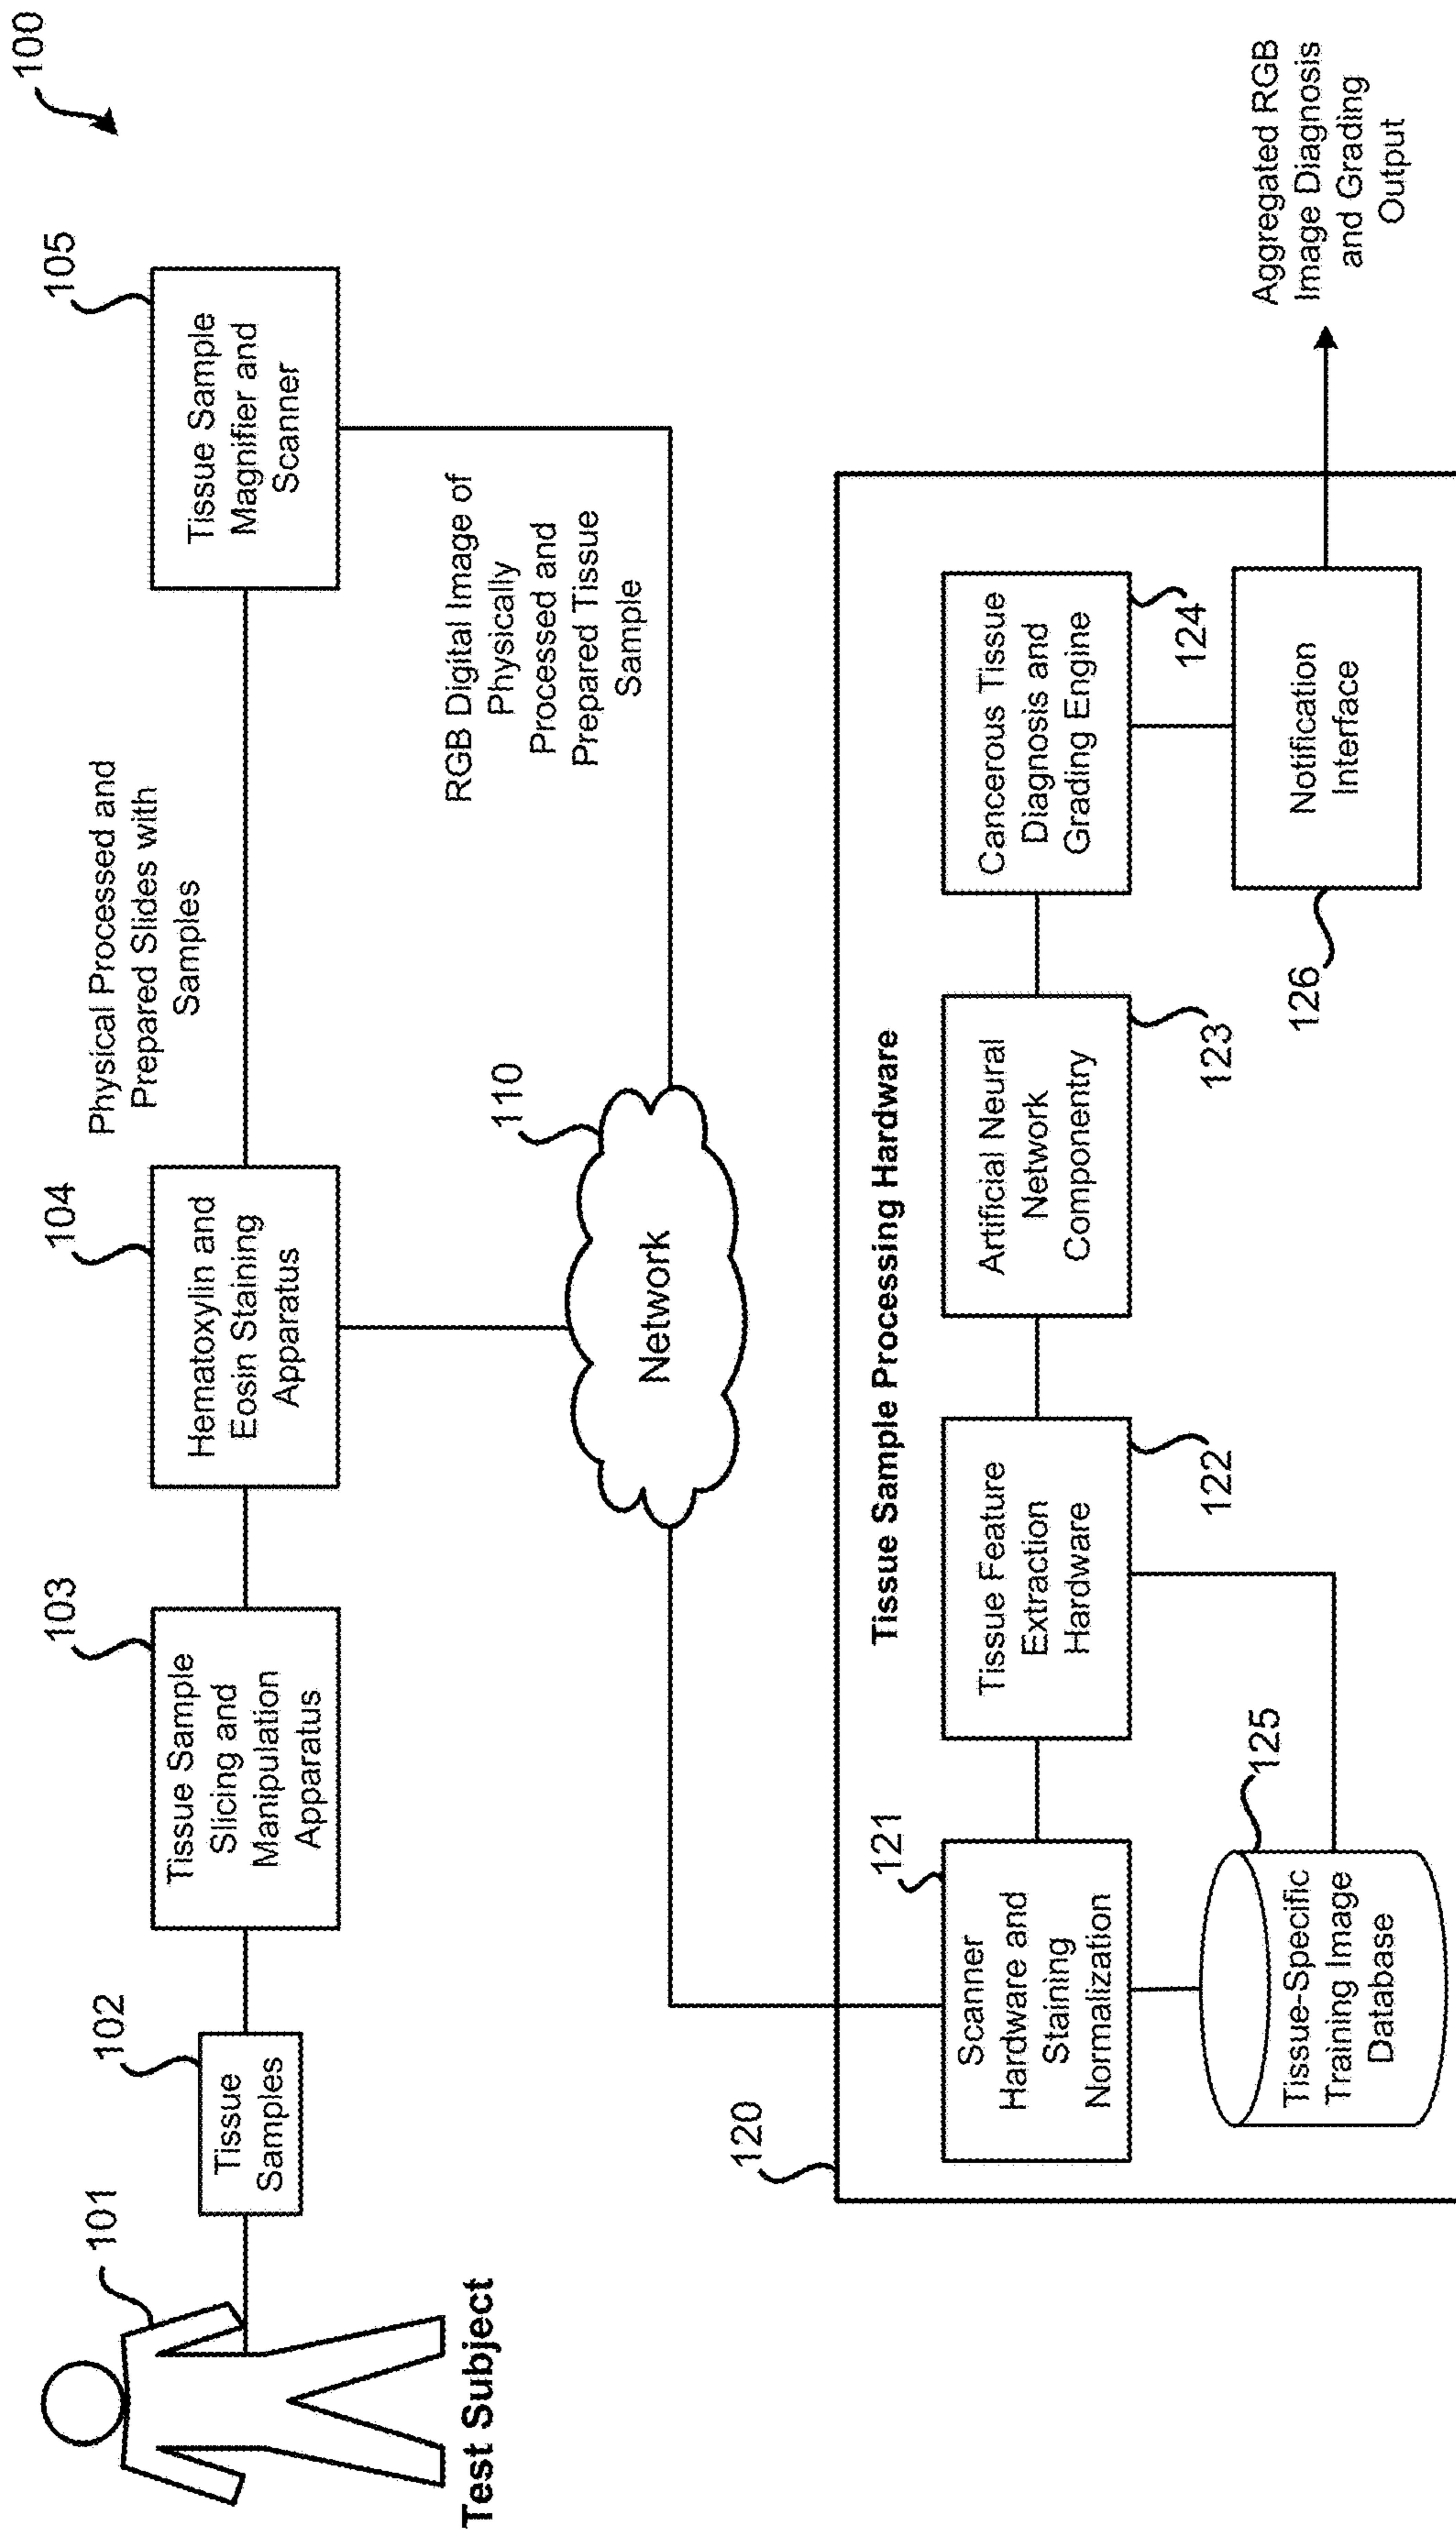 100
101
102
103
104
105
Tissue
Samples
Tissue Sample
Slicing and
Manipulation
Apparatus
Hematoxylin and
Eosin Staining
Apparatus
Physical Processed and
Prepared Slides with
Samples
Tissue Sample
Magnifier and
Scanner
Test Subject
110
Network
RGB Digital Image of
Physically
Processed and
Prepared Tissue
Sample
120
Tissue Sample Processing Hardware
121
Scanner
Hardware and
Staining
Normalization
Tissue Feature
Extraction
Hardware
122
Artificial Neural
Network
Componentry
123
Cancerous Tissue
Diagnosis and
Grading Engine
124
125
Tissue-Specific
Training Image
Database
126
Notification
Interface
Aggregated RGB
Image Diagnosis
and Grading
Output